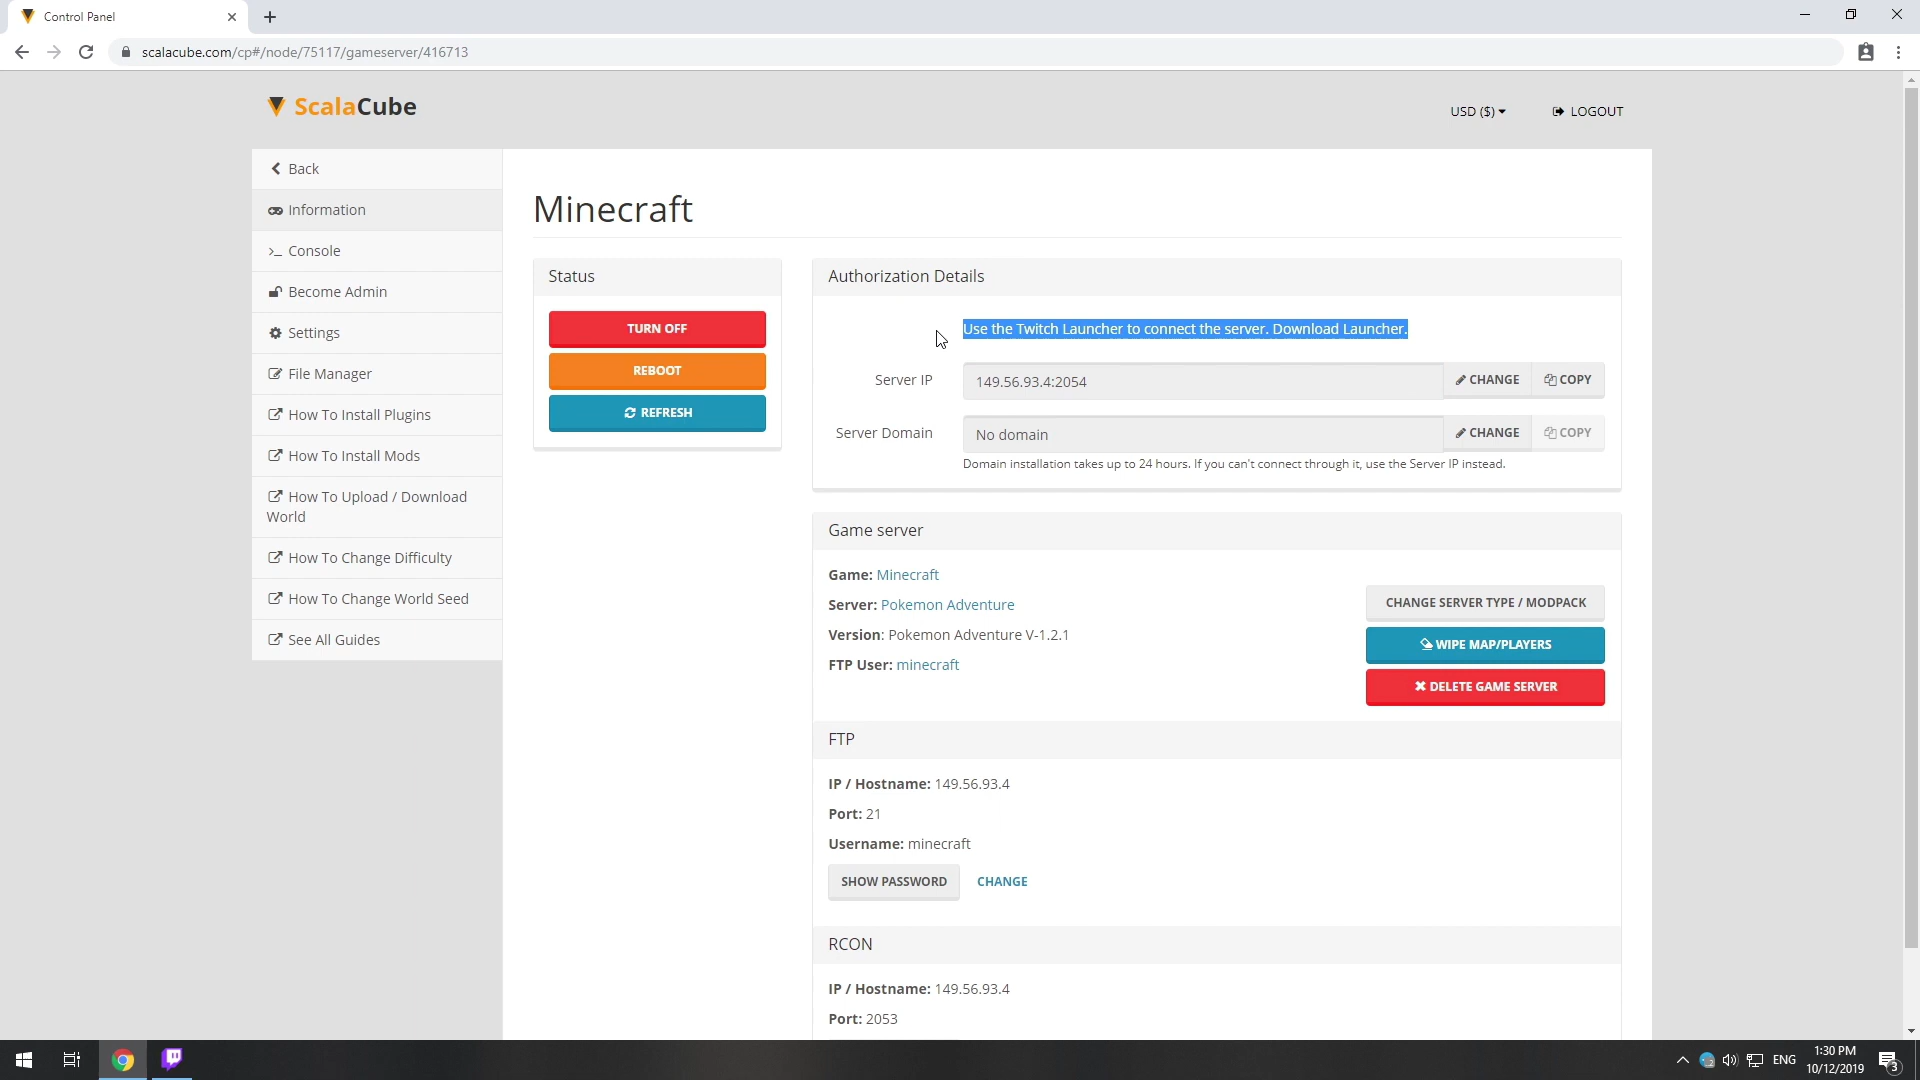 Control Panel
scalacube.com/cp#/node/75117/gameserver/416713
ScalaCube
USD ($)
LOGOUT
Back
Information
Console
Become Admin
Settings
File Manager
How To Install Plugins
How To Install Mods
How To Upload / Download
World
How To Change Difficulty
How To Change World Seed
See All Guides
Minecraft
Status
TURN OFF
REBOOT
REFRESH
Authorization Details
Use the Twitch Launcher to connect the server. Download Launcher.
Server IP
149.56.93.4:2054
CHANGE
COPY
Server Domain
No domain
CHANGE
COPY
Domain installation takes up to 24 hours. If you can't connect through it, use the Server IP instead.
Game server
Game: Minecraft
Server: Pokemon Adventure
Version: Pokemon Adventure V-1.2.1
FTP User: minecraft
CHANGE SERVER TYPE / MODPACK
WIPE MAP/PLAYERS
DELETE GAME SERVER
FTP
IP / Hostname: 149.56.93.4
Port: 21
Username: minecraft
SHOW PASSWORD
CHANGE
RCON
IP / Hostname: 149.56.93.4
Port: 2053
ENG
1:30 PM
10/12/2019
3